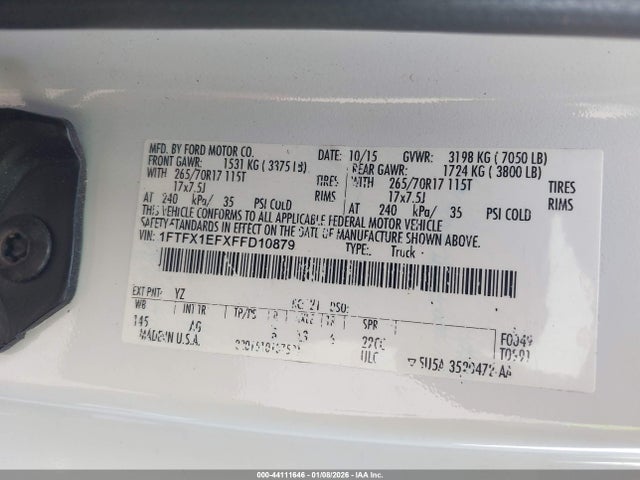 MFD. BY FORD MOTOR CO. DATE: 10/15 GVWR: 3198 KG ( 7050 LB)
FRONT GAWR: 1531 KG ( 3375 LB) REAR GAWR: 1724 KG ( 3800 LB)
WITH 265/70R17 115T TIRES WITH 265/70R17 115T TIRES
17x7.5J RIMS 17x7.5J RIMS
AT 240 kPa/ 35 PSI COLD AT 240 kPa/ 35 PSI COLD
THIS VEHICLE CONFORMS TO ALL APPLICABLE FEDERAL MOTOR VEHICLE
SAFETY STANDARDS IN EFFECT ON THE DATE OF MANUFACTURE SHOWN ABOVE.
VIN: 1FTFX1EFXFFD10879 TYPE: Truck
EXT PNT: YZ DSO:
WB INT TR TP/PS SPR
145 AG
MADE IN U.S.A. ULC
000-44111646 - 01/08/2026 - IAA Inc.